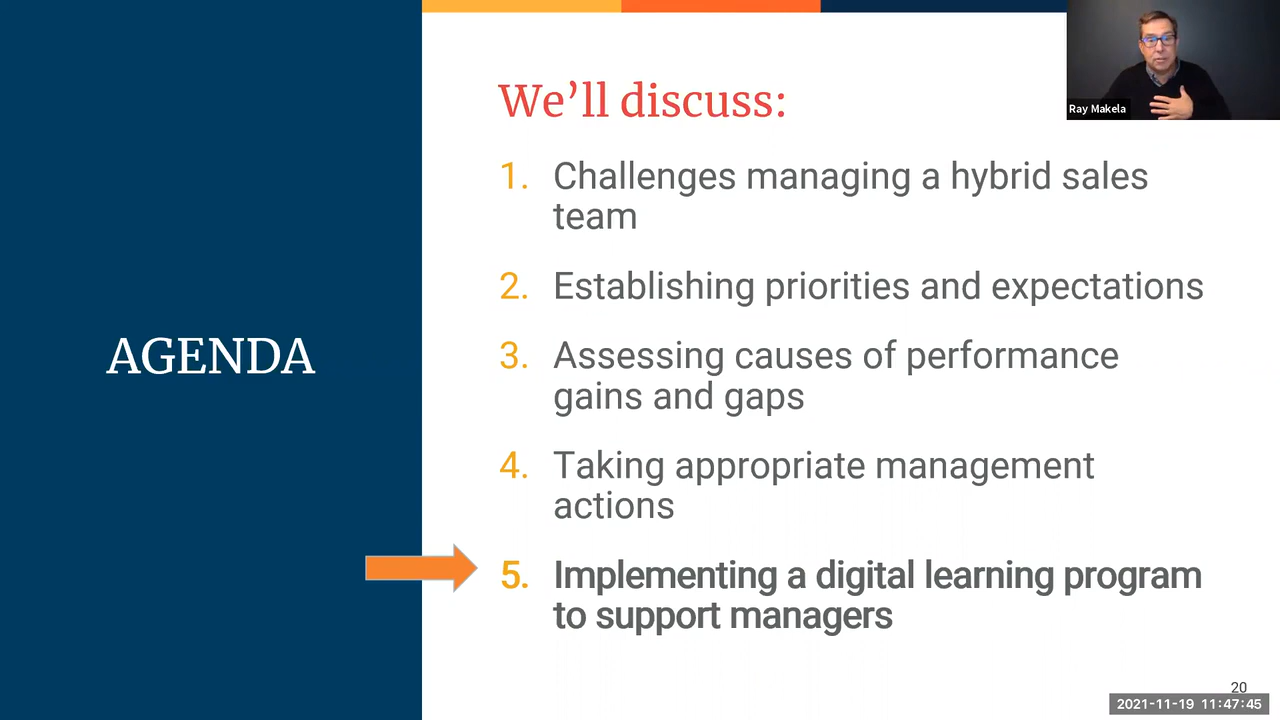 Ray Makela
We’ll discuss:
1. Challenges managing a hybrid sales
team
2. Establishing priorities and expectations
3. Assessing causes of performance
gains and gaps
AGENDA
4. Taking appropriate management
actions
5. Implementing a digital learning program
to support managers
20
2021-11-19 11:47:45